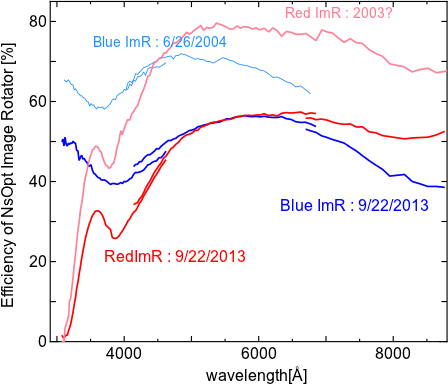 Red ImR : 2003?
Blue ImR : 6/26/2004
Blue ImR : 9/22/2013
RedImR : 9/22/2013
Efficiency of NsOpt Image Rotator [%]
80
60
40
20
0
4000 6000 8000
wavelength[Å]